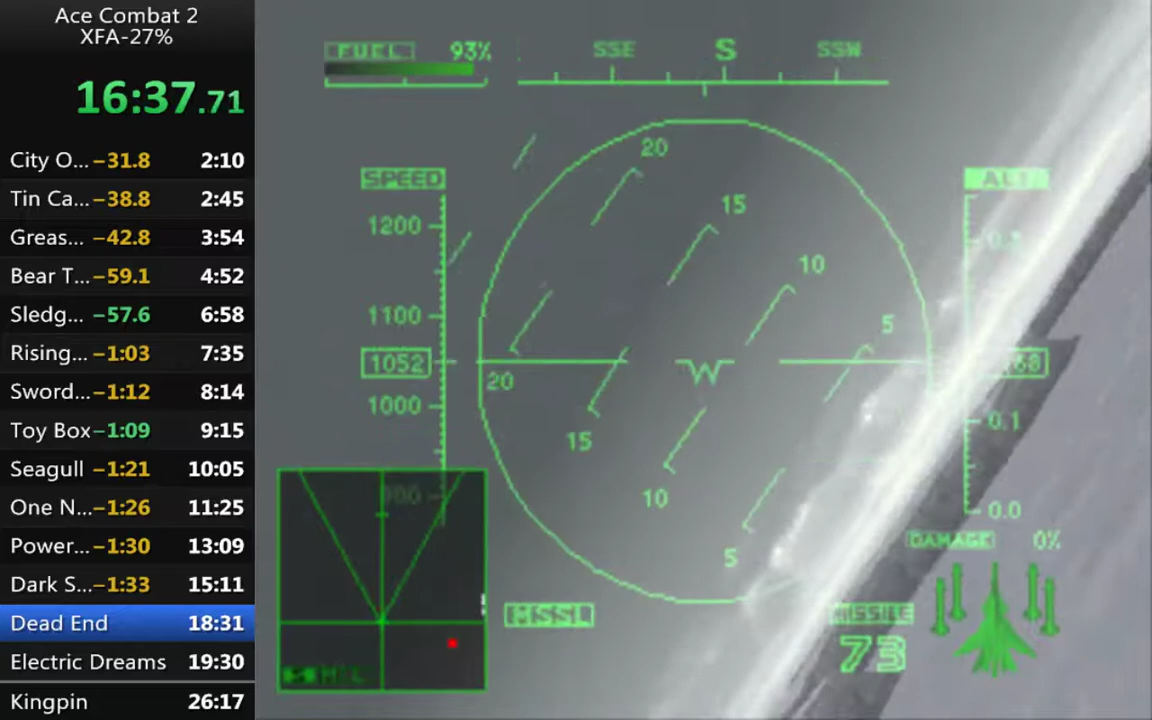 Ace Combat 2
XFA-27%
16:37.71
City O... −31.8 2:10
Tin Ca... −38.8 2:45
Greas... −42.8 3:54
Bear T... −59.1 4:52
Sledg... −57.6 6:58
Rising... −1:03 7:35
Sword... −1:12 8:14
Toy Box −1:09 9:15
Seagull −1:21 10:05
One N... −1:26 11:25
Power... −1:30 13:09
Dark S... −1:33 15:11
Dead End 18:31
Electric Dreams 19:30
Kingpin 26:17
FUEL 93%
SSE S SSW
SPEED
1200
1100
1052
1000
900
20
15
10
5
20
15
10
5
ALT
0.1
0.0
DAMAGE 0%
MSSL
MISSILE
73